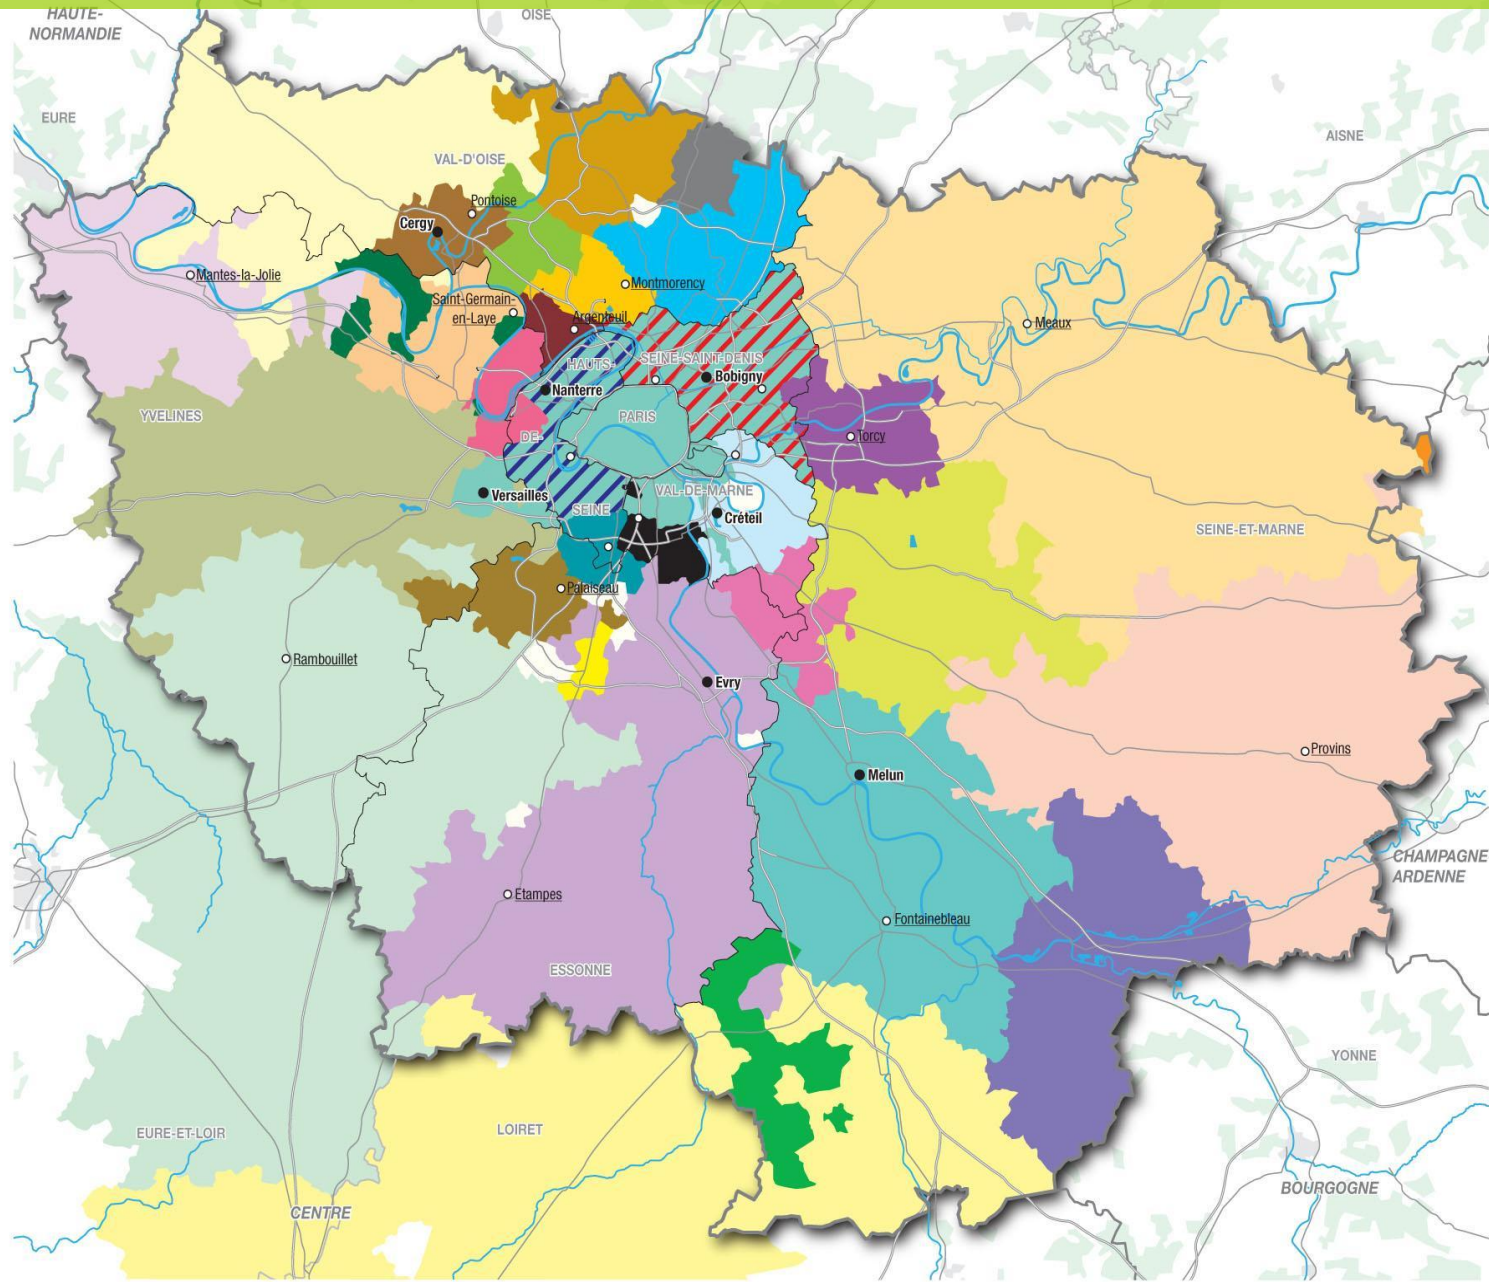 HAUTE-
NORMANDIE
OISE
EURE
AISNE
VAL-D'OISE
Pontoise
Cergy
Mantes-la-Jolie
Saint-Germain-
en-Laye
Montmorency
Argenteuil
Meaux
HAUTS-
SEINE-SAINT-DENIS
Bobigny
Nanterre
YVELINES
PARIS
DE-
Torcy
Versailles
VAL-DE-MARNE
SEINE
Créteil
SEINE-ET-MARNE
Palaiseau
Rambouillet
Evry
Provins
Melun
CHAMPAGNE
ARDENNE
Etampes
Fontainebleau
ESSONNE
YONNE
EURE-ET-LOIR
LOIRET
BOURGOGNE
CENTRE